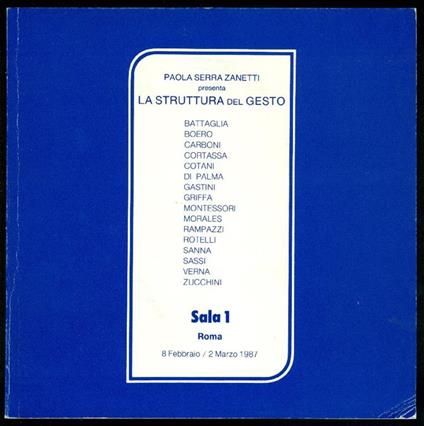 PAOLA SERRA ZANETTI
presenta
LA STRUTTURA DEL GESTO
BATTAGLIA
BOERO
CARBONI
CORTASSA
COTANI
DI PALMA
GASTINI
GRIFFA
MONTESSORI
MORALES
RAMPAZZI
ROTELLI
SANNA
SASSI
VERNA
ZUCCHINI
Sala 1
Roma
8 Febbraio / 2 Marzo 1987